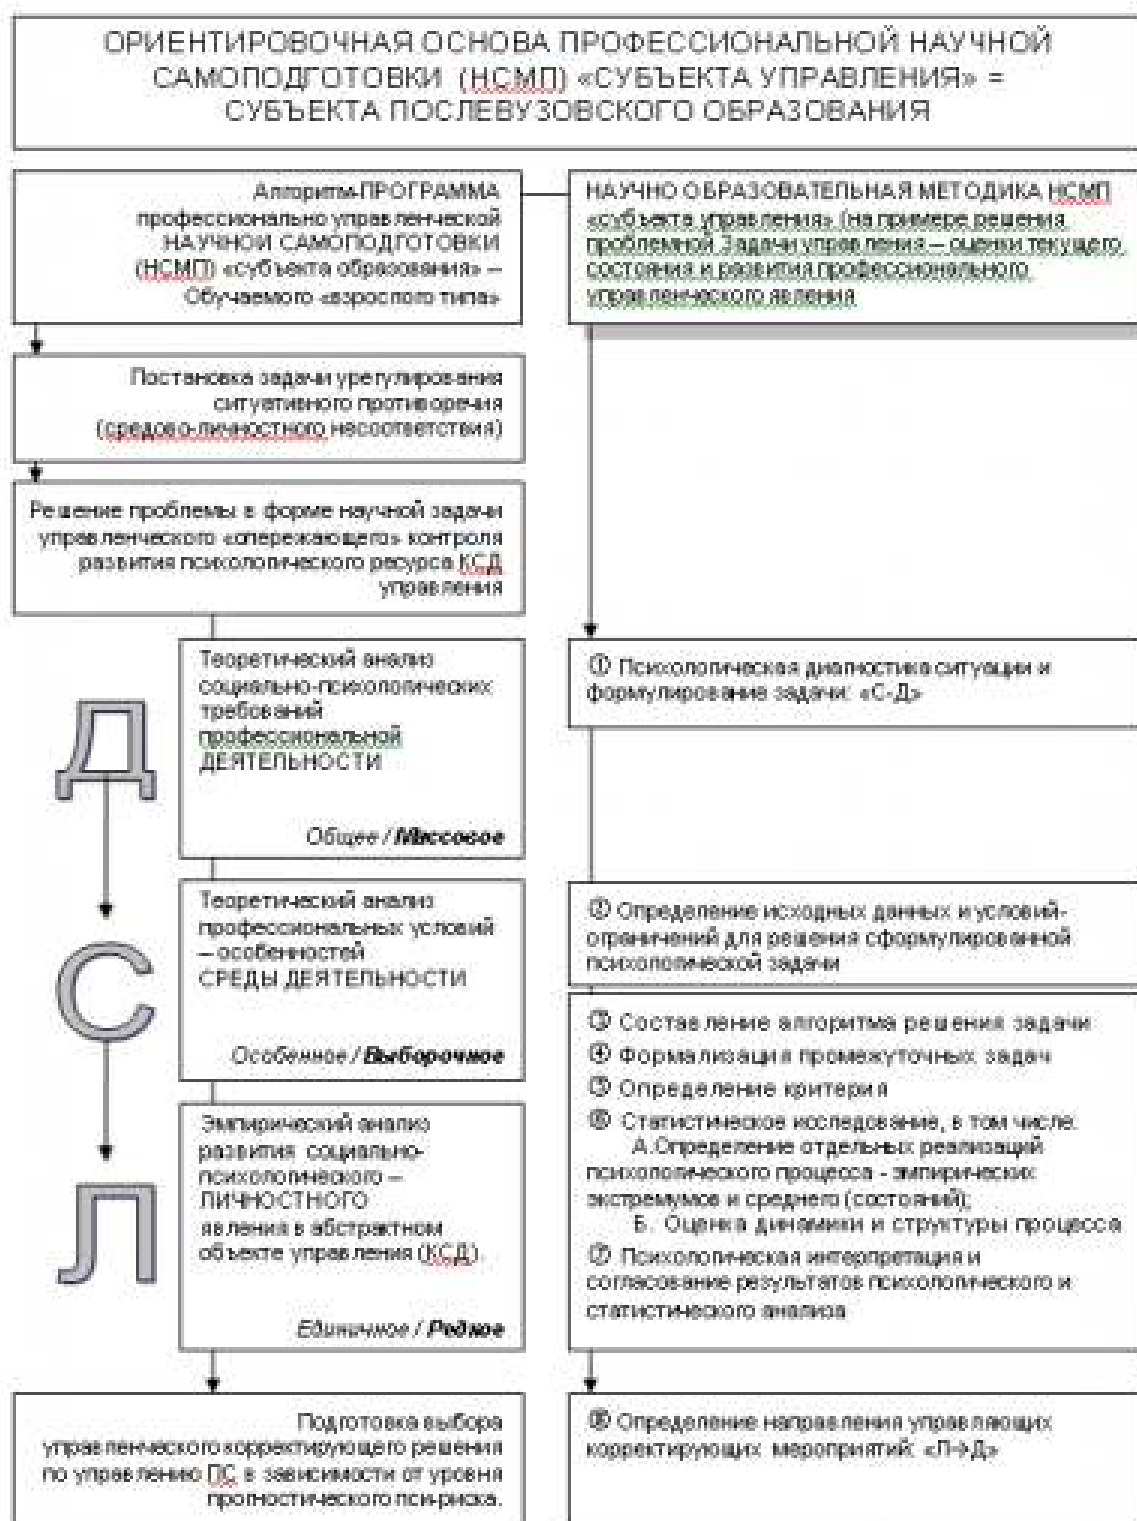 ОРИЕНТИРОВОЧНАЯ ОСНОВА ПРОФЕССИОНАЛЬНОЙ НАУЧНОЙ
САМОПОДГОТОВКИ (НСМП) «СУБЪЕКТА УПРАВЛЕНИЯ» =
СУБЪЕКТА ПОСЛЕВУЗОВСКОГО ОБРАЗОВАНИЯ
Алгоритм-ПРОГРАММА
профессионально управленческой
НАУЧНОЙ САМОПОДГОТОВКИ
(НСМП) «субъекта образования» –
Обучаемого «взрослого типа»
НАУЧНО ОБРАЗОВАТЕЛЬНАЯ МЕТОДИКА НСМП
«субъекта управления» (на примере решения
проблемной Задачи управления – оценки текущего
состояния и развития профессионального
управленческого явления
Постановка задачи урегулирования
ситуативного противоречия
(средово-личностного несоответствия)
Решение проблемы в форме научной задачи
управленческого «опережающего» контроля
развития психологического ресурса КСД
управления
Д
Теоретический анализ
социально-психологических
требований
профессиональной
ДЕЯТЕЛЬНОСТИ
Общее / Массовое
① Психологическая диагностика ситуации и
формулирование задачи: «С-Д»
С
Теоретический анализ
профессиональных условий
– особенностей
СРЕДЫ ДЕЯТЕЛЬНОСТИ
Особенное / Выборочное
② Определение исходных данных и условий-
ограничений для решения сформулированной
психологической задачи
③ Составление алгоритма решения задачи
④ Формализация промежуточных задач
⑤ Определение критерия
⑥ Статистическое исследование, в том числе:
А.Определение отдельных реализаций
психологического процесса - эмпирических
экстремумов и среднего (состояний);
Б. Оценка динамики и структуры процесса
⑦ Психологическая интерпретация и
согласование результатов психологического и
статистического анализа
Л
Эмпирический анализ
развития социально-
психологического –
ЛИЧНОСТНОГО
явления в абстрактном
объекте управления (КСД).
Единичное / Редкое
Подготовка выбора
управленческого корректирующего решения
по управлению ПС в зависимости от уровня
прогностического пси-риска.
⑧ Определение направления управляющих
корректирующих мероприятий: «Л→Д»